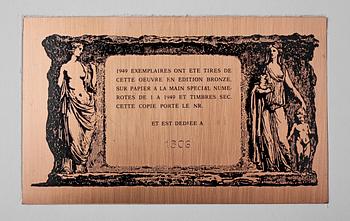 1949 EXEMPLAIRES ONT ETE TIRES DE
CETTE OEUVRE EN EDITION BRONZE,
SUR PAPIER A LA MAIN SPECIAL NUME-
ROTES DE 1 A 1949 ET TIMBRES SEC.
CETTE COPIE PORTE LE NR.
ET EST DEDIEE A